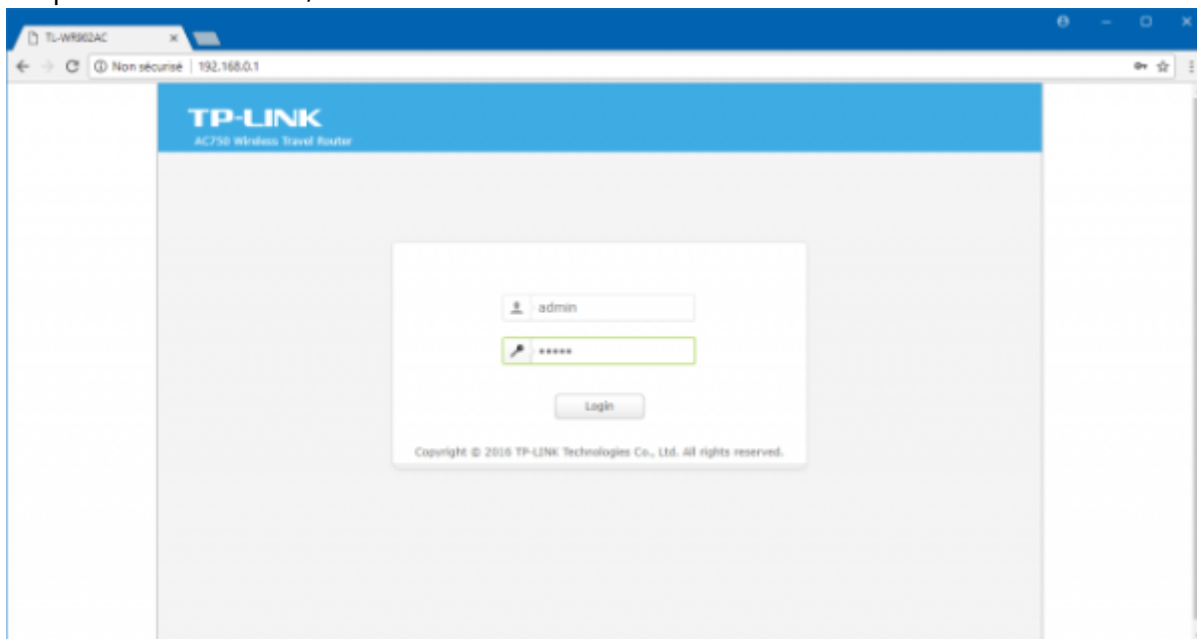 TL-WR902AC
Non sécurisé | 192.168.0.1
TP-LINK
AC750 Wireless Travel Router
admin
•••••
Login
Copyright © 2016 TP-LINK Technologies Co., Ltd. All rights reserved.